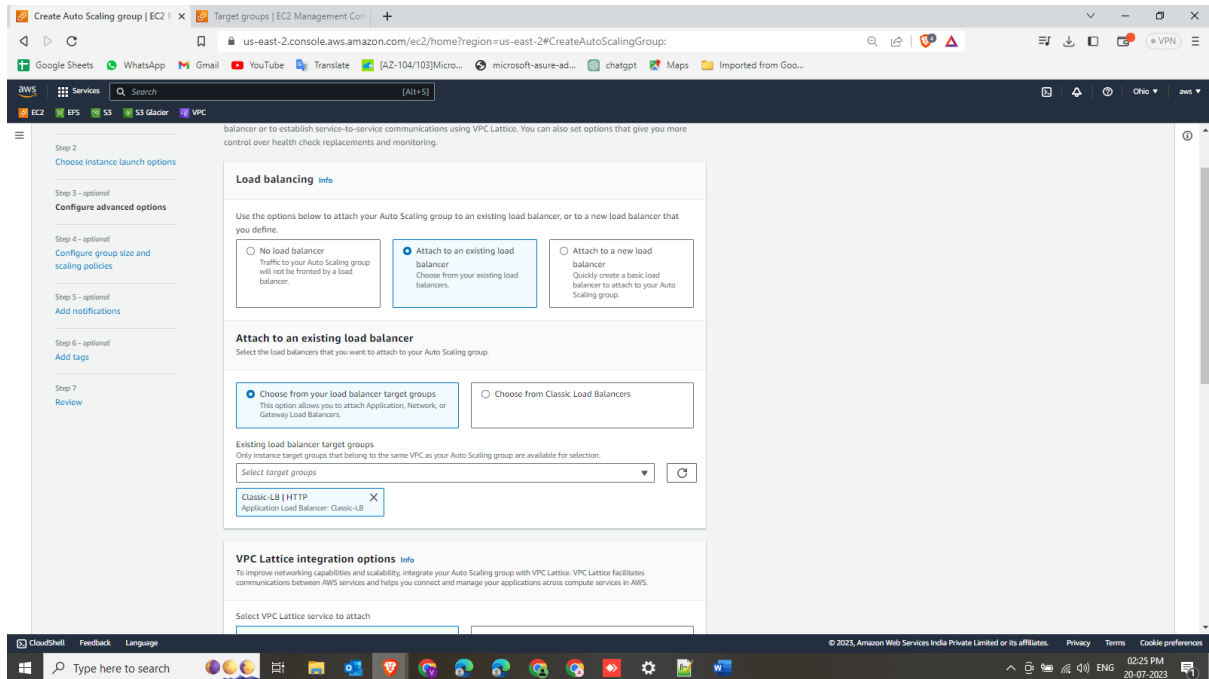 Create Auto Scaling group | EC2
Target groups | EC2 Management Con
us-east-2.console.aws.amazon.com/ec2/home?region=us-east-2#CreateAutoScalingGroup:
VPN
Google Sheets WhatsApp Gmail YouTube Translate [AZ-104/103]Micro... microsoft-asure-ad... chatgpt Maps Imported from Goo...
aws Services Search [Alt+S] Ohio aws
EC2 EFS S3 S3 Glacier VPC
balancer or to establish service-to-service communications using VPC Lattice. You can also set options that give you more
control over health check replacements and monitoring.
Step 2
Choose instance launch options
Step 3 - optional
Configure advanced options
Step 4 - optional
Configure group size and
scaling policies
Step 5 - optional
Add notifications
Step 6 - optional
Add tags
Step 7
Review
Load balancing Info
Use the options below to attach your Auto Scaling group to an existing load balancer, or to a new load balancer that
you define.
No load balancer
Traffic to your Auto Scaling group
will not be fronted by a load
balancer.
Attach to an existing load
balancer
Choose from your existing load
balancers.
Attach to a new load
balancer
Quickly create a basic load
balancer to attach to your Auto
Scaling group.
Attach to an existing load balancer
Select the load balancers that you want to attach to your Auto Scaling group.
Choose from your load balancer target groups
This option allows you to attach Application, Network, or
Gateway Load Balancers.
Choose from Classic Load Balancers
Existing load balancer target groups
Only instance target groups that belong to the same VPC as your Auto Scaling group are available for selection.
Select target groups
Classic-LB | HTTP
Application Load Balancer: Classic-LB
VPC Lattice integration options Info
To improve networking capabilities and scalability, integrate your Auto Scaling group with VPC Lattice. VPC Lattice facilitates
communications between AWS services and helps you connect and manage your applications across compute services in AWS.
Select VPC Lattice service to attach
CloudShell Feedback Language © 2023, Amazon Web Services India Private Limited or its affiliates. Privacy Terms Cookie preferences
Type here to search
ENG
02:25 PM
20-07-2023